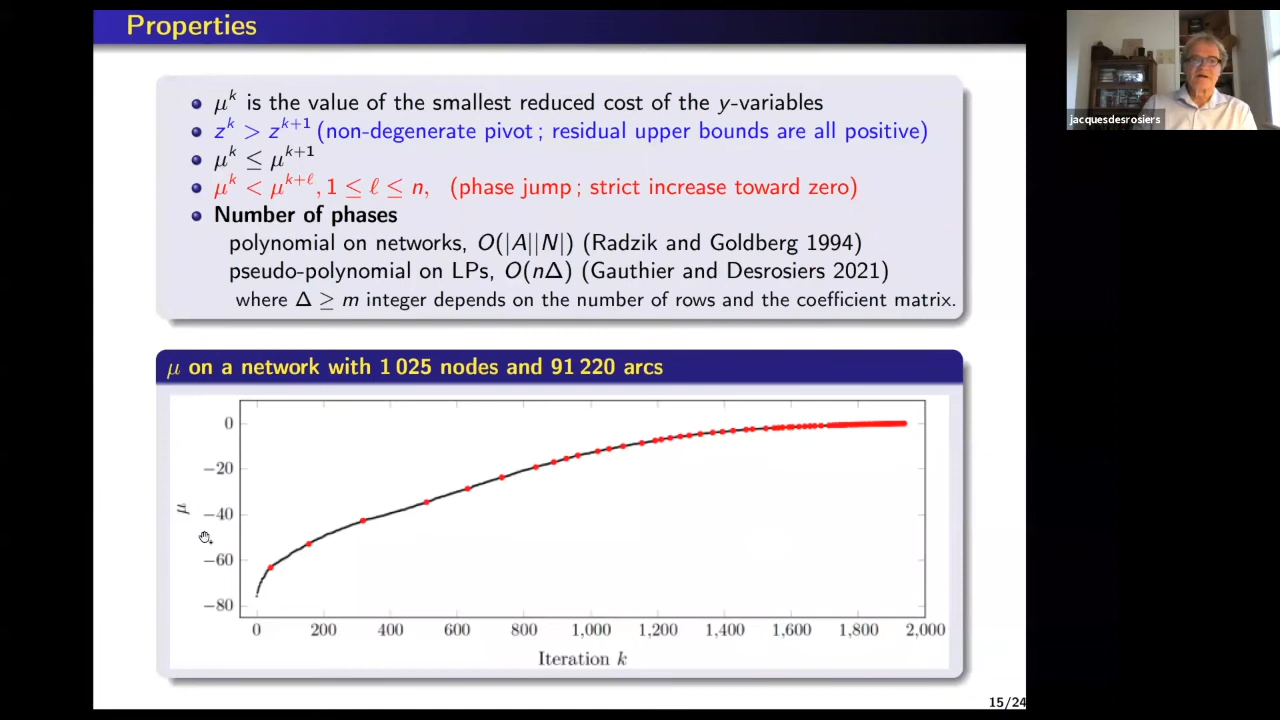 Properties
μ^k is the value of the smallest reduced cost of the y-variables
z^k > z^{k+1} (non-degenerate pivot ; residual upper bounds are all positive)
μ^k ≤ μ^{k+1}
μ^k < μ^{k+ℓ}, 1 ≤ ℓ ≤ n, (phase jump ; strict increase toward zero)
Number of phases
polynomial on networks, O(|A||N|) (Radzik and Goldberg 1994)
pseudo-polynomial on LPs, O(nΔ) (Gauthier and Desrosiers 2021)
where Δ ≥ m integer depends on the number of rows and the coefficient matrix.
μ on a network with 1 025 nodes and 91 220 arcs
0
−20
−40
−60
−80
μ
0 200 400 600 800 1,000 1,200 1,400 1,600 1,800 2,000
Iteration k
15/24
jacquesdesrosiers